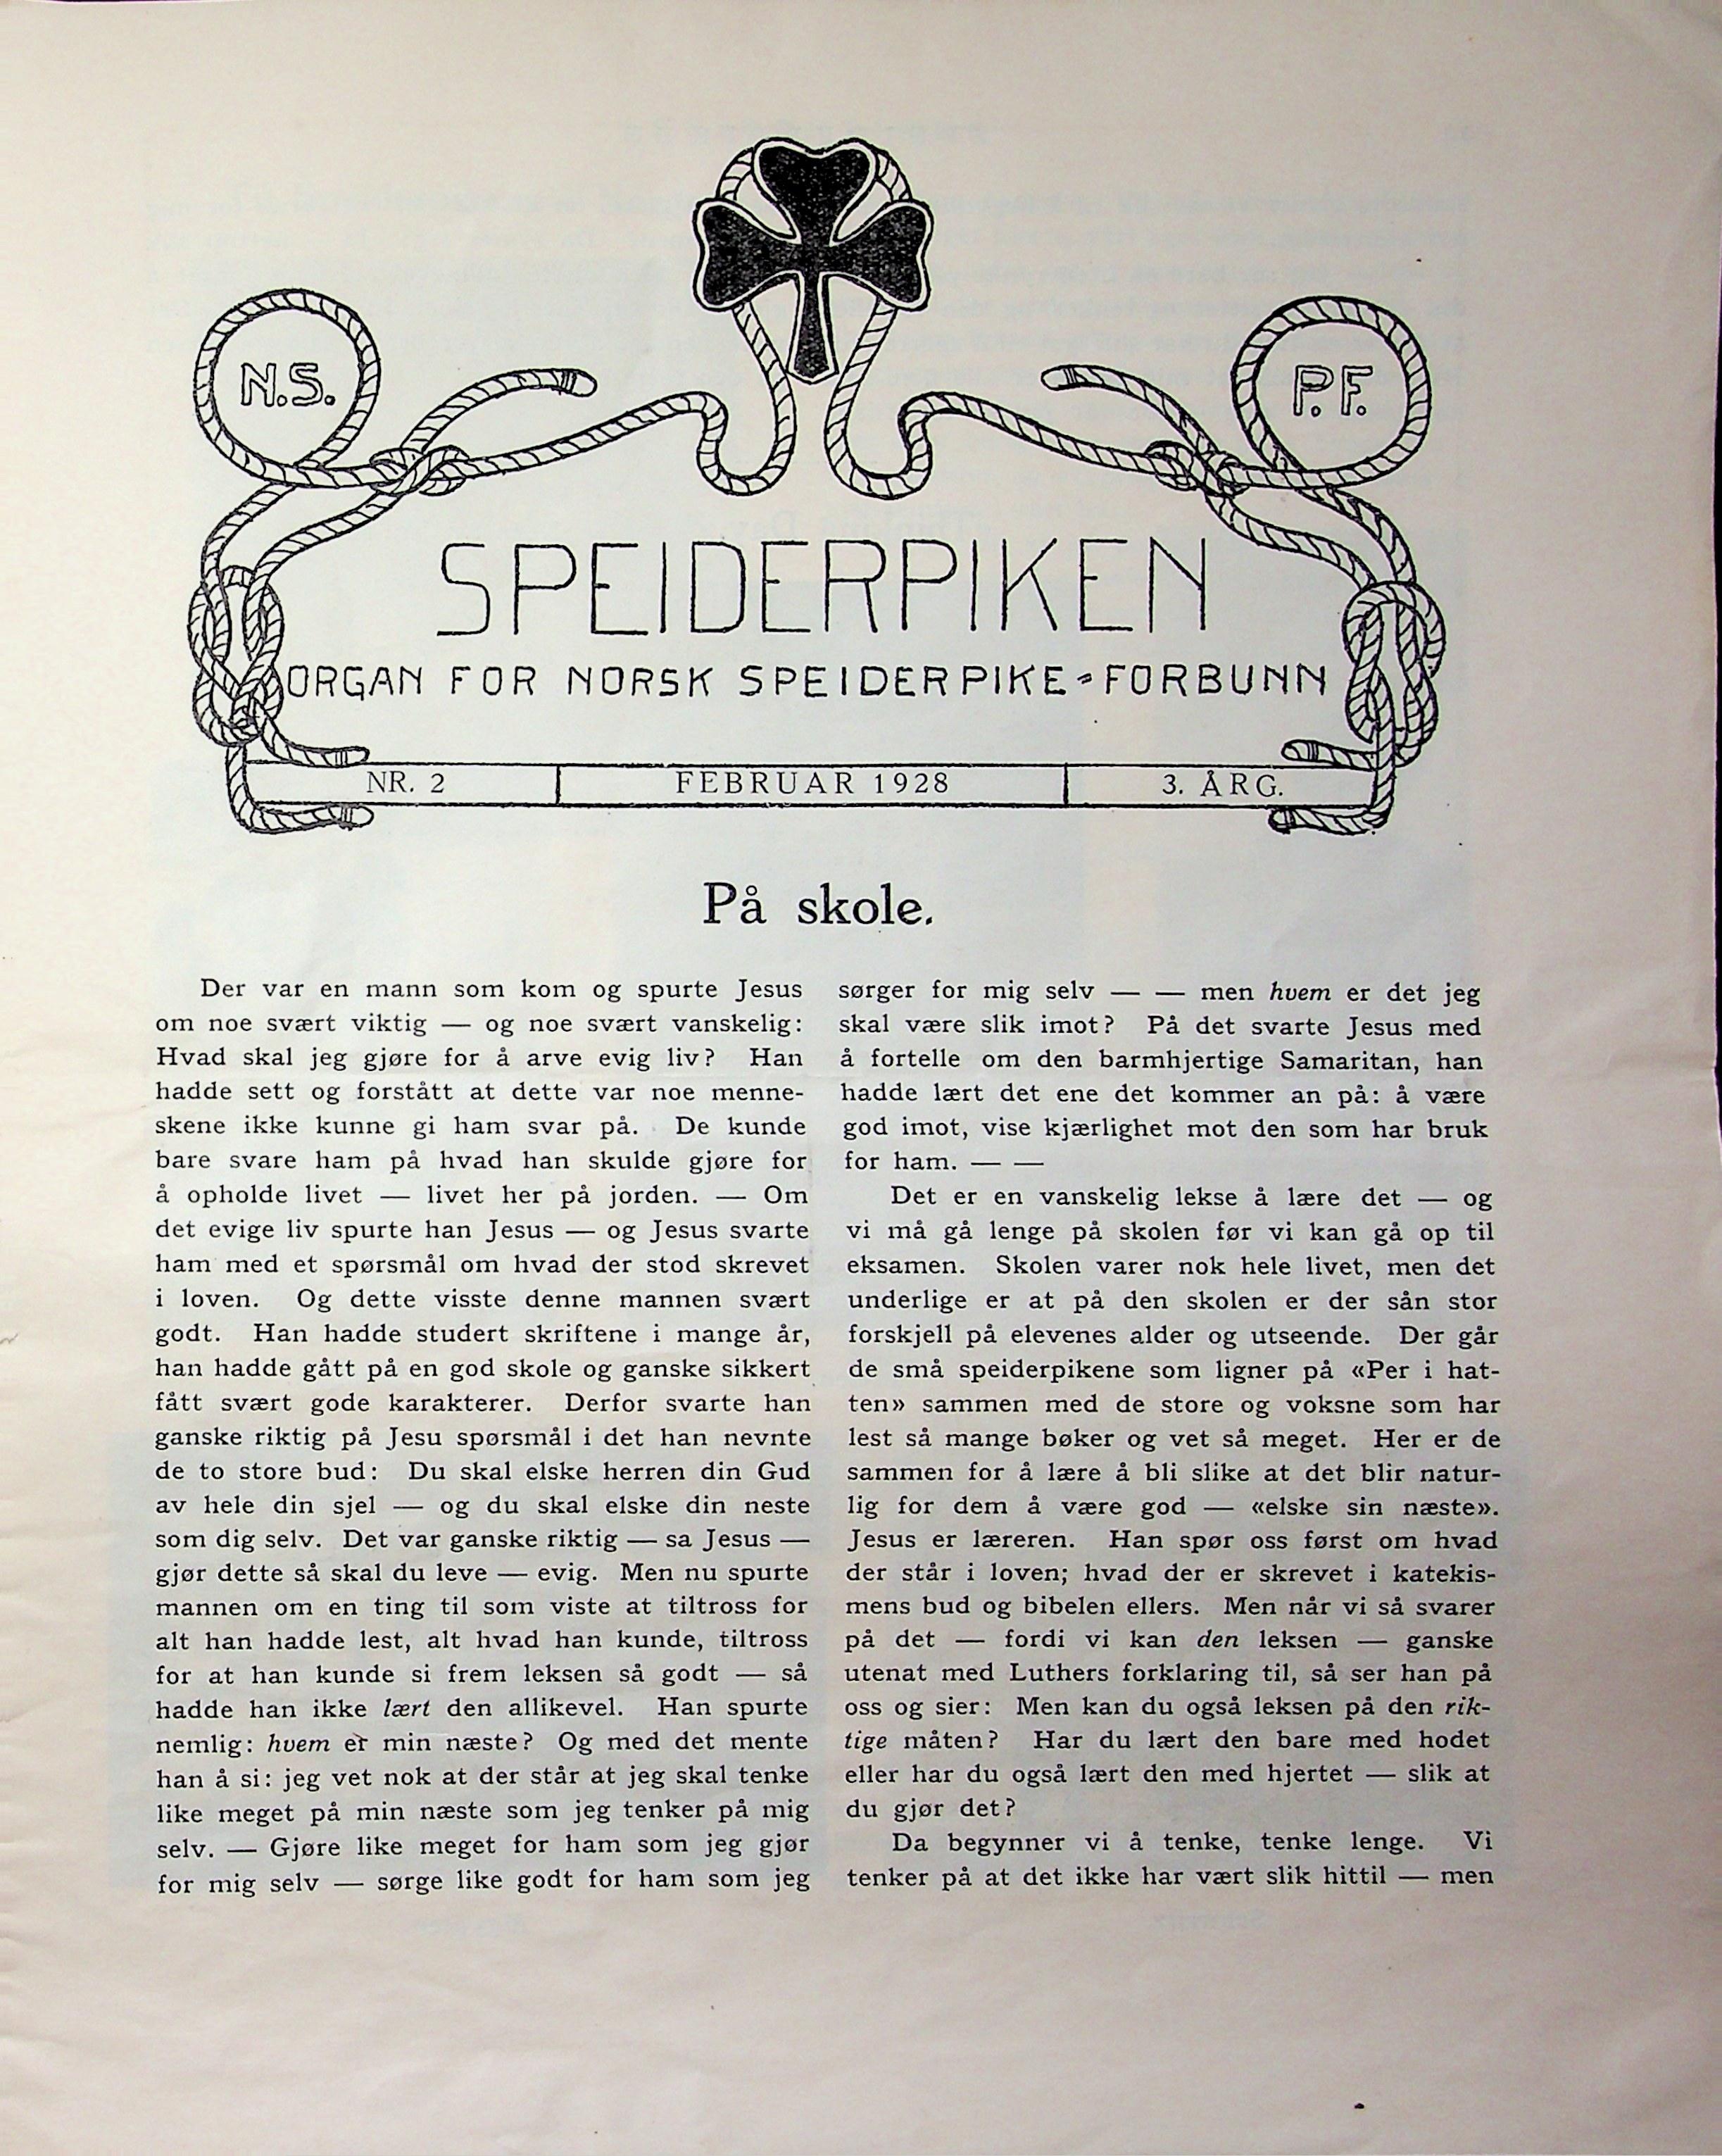 N.S.
P.F.
SPEIDERPIKEN
ORGAN FOR NORSK SPEIDERPIKE-FORBUNN
NR. 2
FEBRUAR 1928
3. ÅRG.
På skole.
Der var en mann som kom og spurte Jesus
om noe svært viktig — og noe svært vanskelig:
Hvad skal jeg gjøre for å arve evig liv? Han
hadde sett og forstått at dette var noe menne-
skene ikke kunne gi ham svar på. De kunde
bare svare ham på hvad han skulde gjøre for
å opholde livet — livet her på jorden. — Om
det evige liv spurte han Jesus — og Jesus svarte
ham med et spørsmål om hvad der stod skrevet
i loven. Og dette visste denne mannen svært
godt. Han hadde studert skriftene i mange år,
han hadde gått på en god skole og ganske sikkert
fått svært gode karakterer. Derfor svarte han
ganske riktig på Jesu spørsmål i det han nevnte
de to store bud: Du skal elske herren din Gud
av hele din sjel — og du skal elske din neste
som dig selv. Det var ganske riktig — sa Jesus —
gjør dette så skal du leve — evig. Men nu spurte
mannen om en ting til som viste at tiltross for
alt han hadde lest, alt hvad han kunde, tiltross
for at han kunde si frem leksen så godt — så
hadde han ikke lært den allikevel. Han spurte
nemlig: hvem er min næste? Og med det mente
han å si: jeg vet nok at der står at jeg skal tenke
like meget på min næste som jeg tenker på mig
selv. — Gjøre like meget for ham som jeg gjør
for mig selv — sørge like godt for ham som jeg
sørger for mig selv — — men hvem er det jeg
skal være slik imot? På det svarte Jesus med
å fortelle om den barmhjertige Samaritan, han
hadde lært det ene det kommer an på: å være
god imot, vise kjærlighet mot den som har bruk
for ham. — —
Det er en vanskelig lekse å lære det — og
vi må gå lenge på skolen før vi kan gå op til
eksamen. Skolen varer nok hele livet, men det
underlige er at på den skolen er der sån stor
forskjell på elevenes alder og utseende. Der går
de små speiderpikene som ligner på «Per i hat-
ten» sammen med de store og voksne som har
lest så mange bøker og vet så meget. Her er de
sammen for å lære å bli slike at det blir natur-
lig for dem å være god — «elske sin næste».
Jesus er læreren. Han spør oss først om hvad
der står i loven; hvad der er skrevet i katekis-
mens bud og bibelen ellers. Men når vi så svarer
på det — fordi vi kan den leksen — ganske
utenat med Luthers forklaring til, så ser han på
oss og sier: Men kan du også leksen på den rik-
tige måten? Har du lært den bare med hodet
eller har du også lært den med hjertet — slik at
du gjør det?
Da begynner vi å tenke, tenke lenge. Vi
tenker på at det ikke har vært slik hittil — men